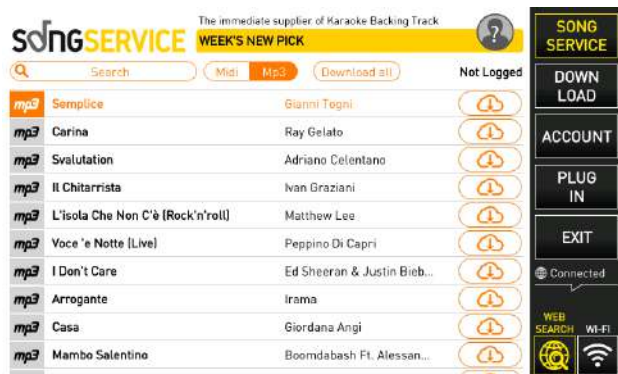 sóngSERVICE
The immediate supplier of Karaoke Backing Track
WEEK'S NEW PICK
?
Search
Midi
Mp3
Download all
Not Logged
mp3 Semplice Gianni Togni
mp3 Carina Ray Gelato
mp3 Svalutation Adriano Celentano
mp3 Il Chitarrista Ivan Graziani
mp3 L'isola Che Non C'è (Rock'n'roll) Matthew Lee
mp3 Voce 'e Notte (Live) Peppino Di Capri
mp3 I Don't Care Ed Sheeran & Justin Bieb...
mp3 Arrogante Irama
mp3 Casa Giordana Angi
mp3 Mambo Salentino Boomdabash Ft. Alessan...
SONG
SERVICE
DOWN
LOAD
ACCOUNT
PLUG
IN
EXIT
Connected
WEB
SEARCH
WI-FI